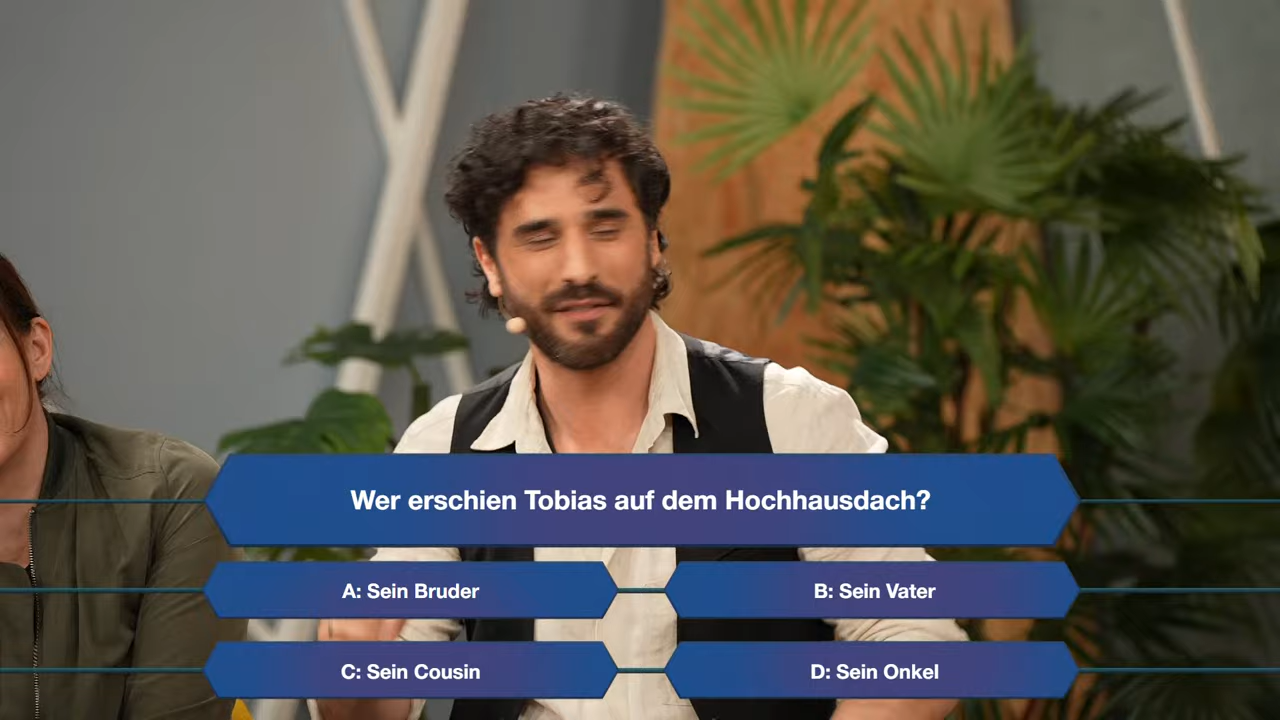 Wer erschien Tobias auf dem Hochhausdach?
A: Sein Bruder
B: Sein Vater
C: Sein Cousin
D: Sein Onkel